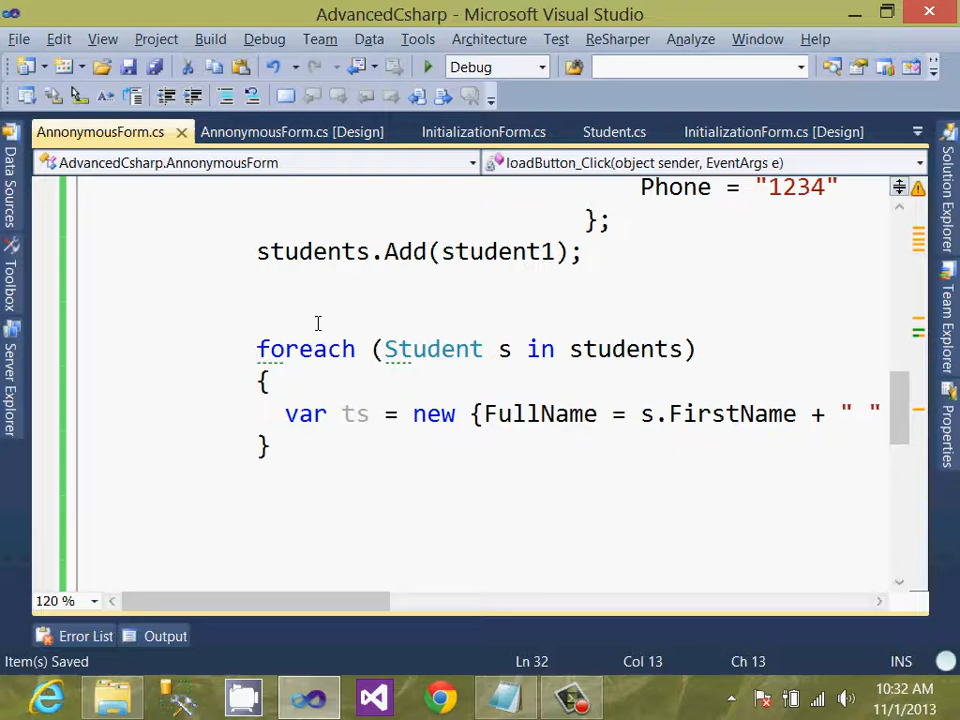 AdvancedCsharp - Microsoft Visual Studio
File Edit View Project Build Debug Team Data Tools Architecture Test ReSharper Analyze Window Help
Debug
AnnonymousForm.cs AnnonymousForm.cs [Design] InitializationForm.cs Student.cs InitializationForm.cs [Design]
AdvancedCsharp.AnnonymousForm loadButton_Click(object sender, EventArgs e)
Data Sources
Toolbox
Server Explorer
Phone = "1234"
};
students.Add(student1);
foreach (Student s in students)
{
var ts = new {FullName = s.FirstName + " "
}
Solution Explorer
Team Explorer
Properties
120 %
Error List Output
Item(s) Saved Ln 32 Col 13 Ch 13 INS
10:32 AM
11/1/2013